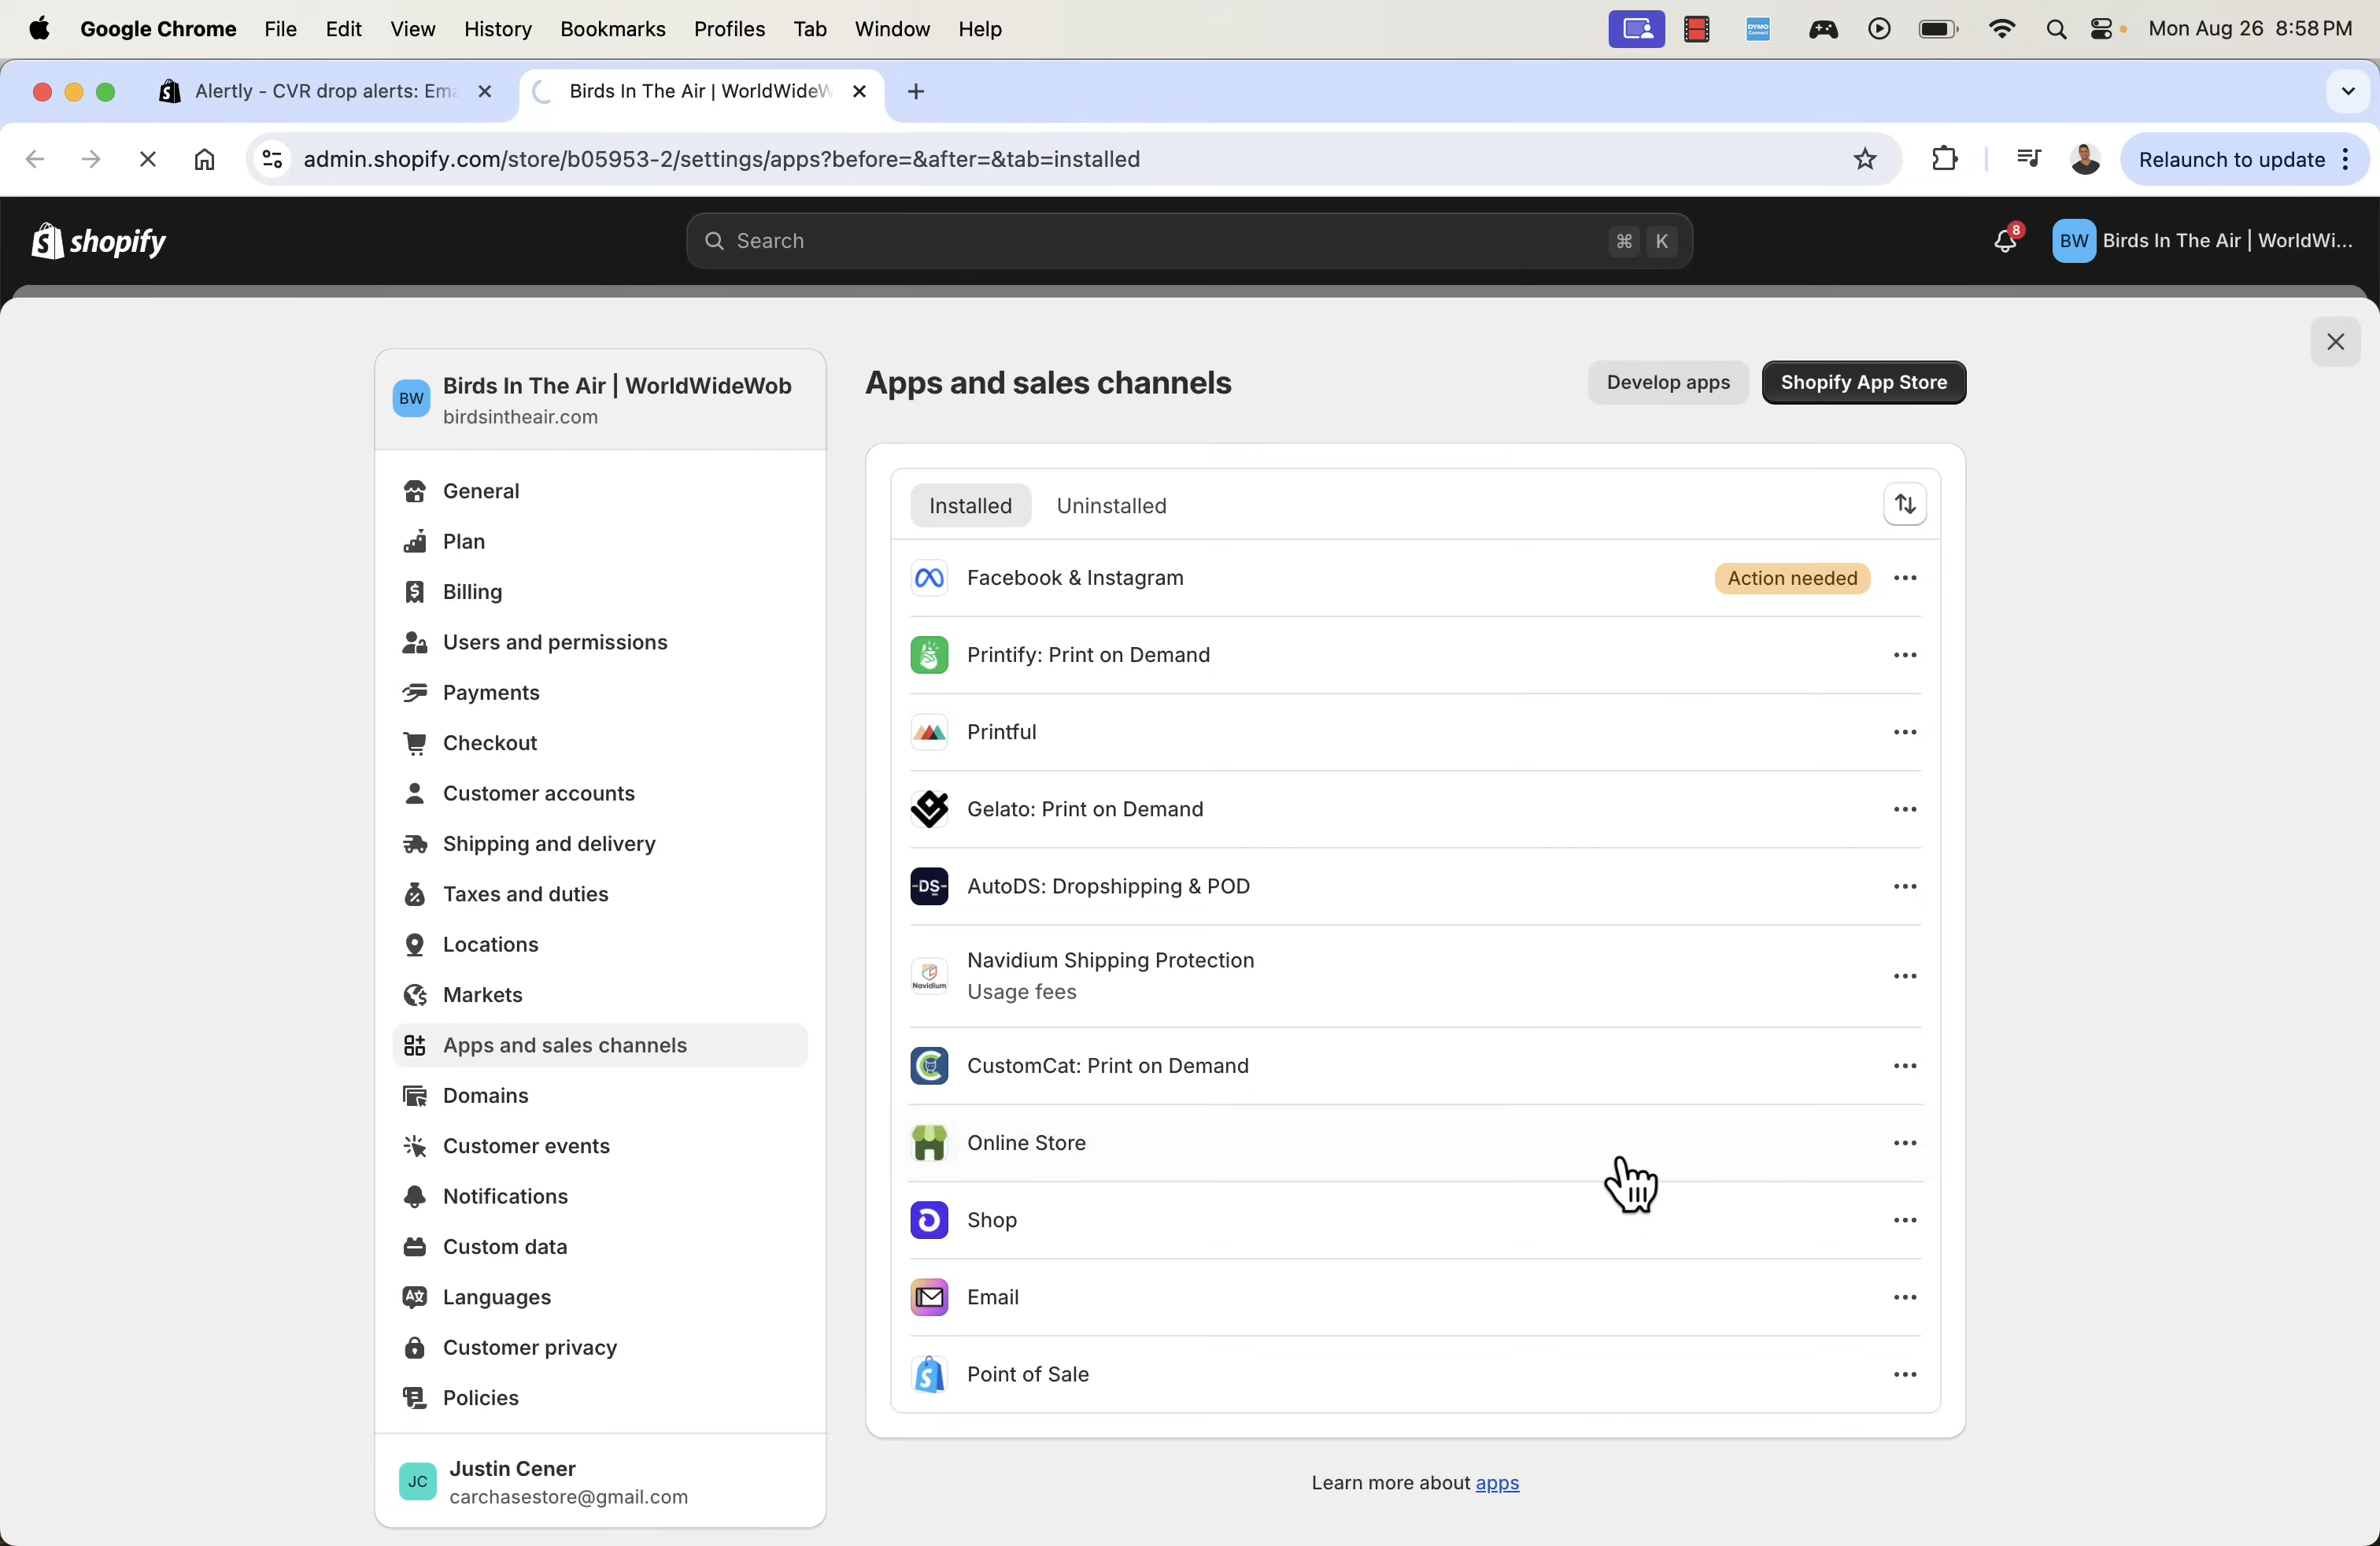 Google Chrome File Edit View History Bookmarks Profiles Tab Window Help DYMO Connect Mon Aug 26 8:58 PM
Alertly - CVR drop alerts: Ema Birds In The Air | WorldWideW
admin.shopify.com/store/b05953-2/settings/apps?before=&after=&tab=installed Relaunch to update
shopify Search ⌘ K 8 BW Birds In The Air | WorldWi...
BW Birds In The Air | WorldWideWob
birdsintheair.com
General
Plan
Billing
Users and permissions
Payments
Checkout
Customer accounts
Shipping and delivery
Taxes and duties
Locations
Markets
Apps and sales channels
Domains
Customer events
Notifications
Custom data
Languages
Customer privacy
Policies
JC Justin Cener
carchasestore@gmail.com
Apps and sales channels Develop apps Shopify App Store
Installed Uninstalled
Facebook & Instagram Action needed
Printify: Print on Demand
Printful
Gelato: Print on Demand
-DS- AutoDS: Dropshipping & POD
Navidium Shipping Protection
Navidium Usage fees
CustomCat: Print on Demand
Online Store
Shop
Email
Point of Sale
Learn more about apps